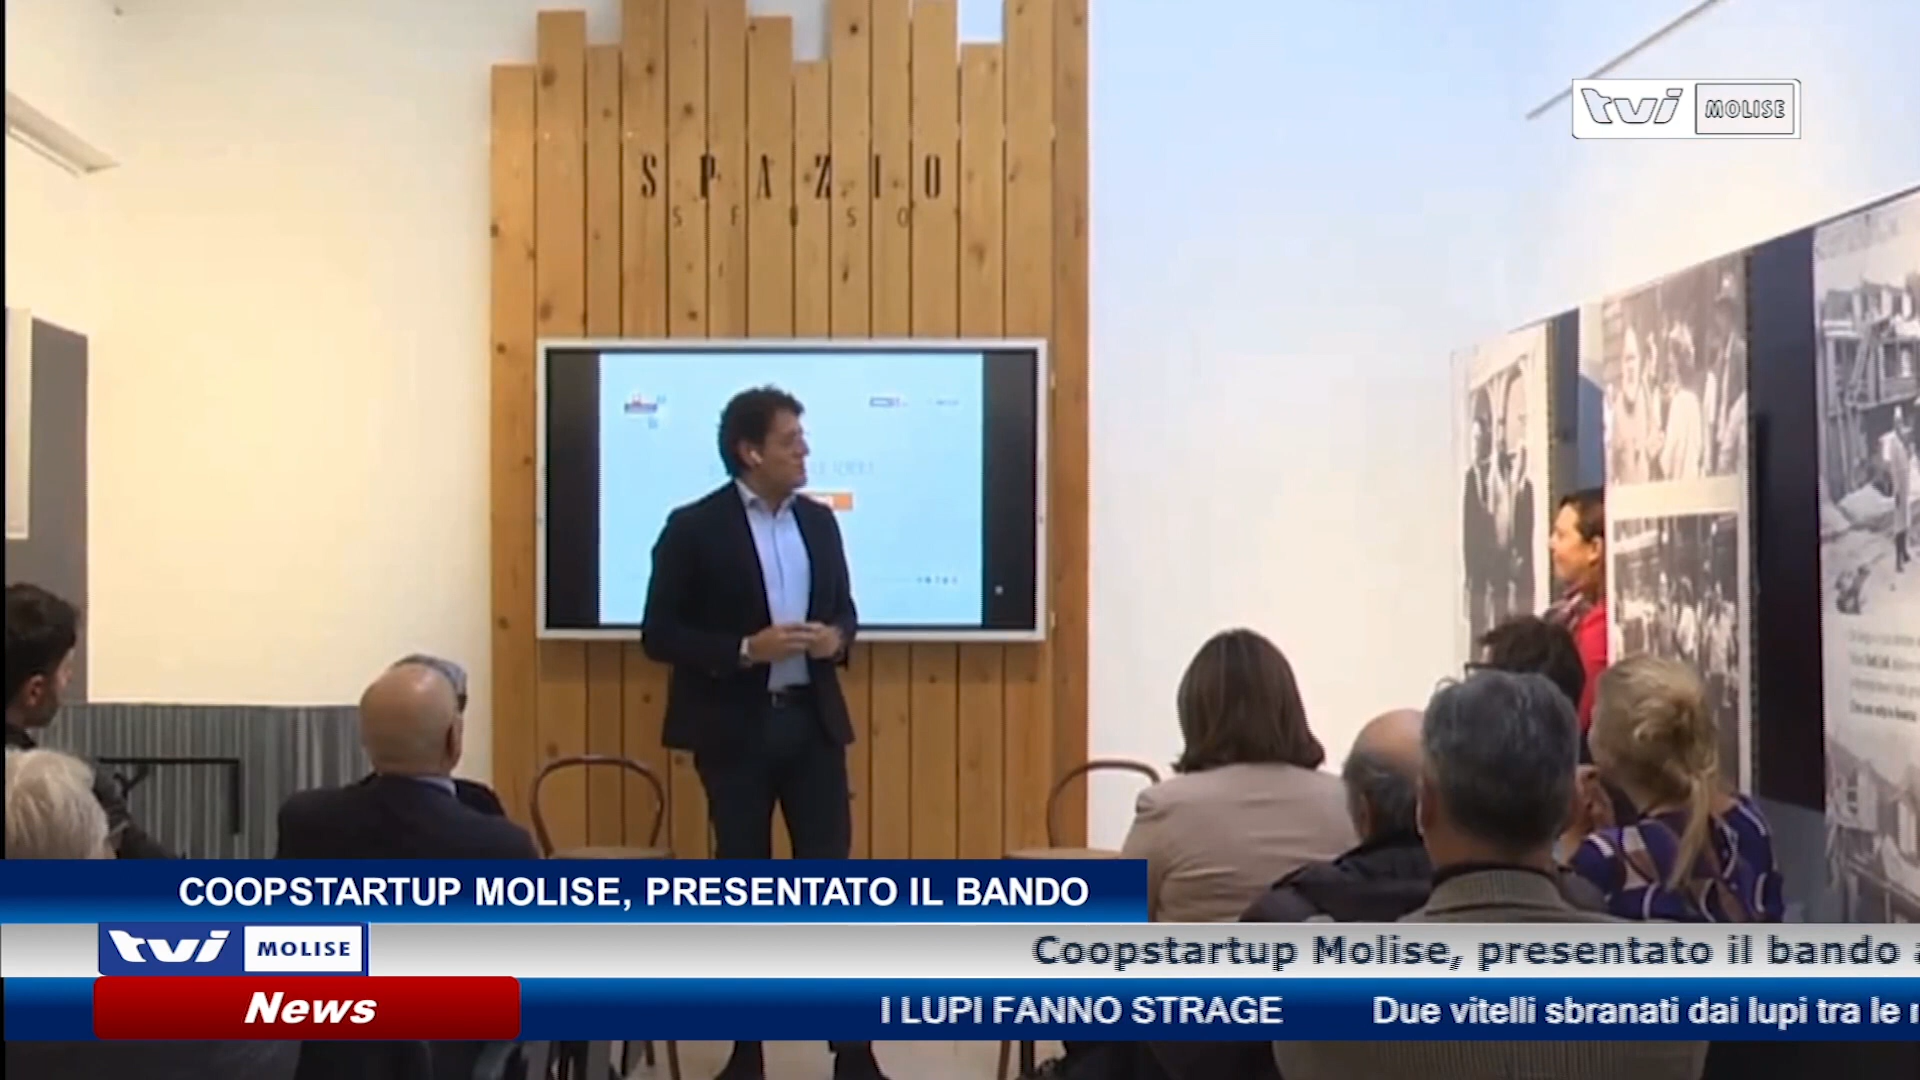 tvi MOLISE
SPAZIO
SFUSO
COOPSTARTUP MOLISE, PRESENTATO IL BANDO
tvi MOLISE
Coopstartup Molise, presentato il bando
News
I LUPI FANNO STRAGE Due vitelli sbranati dai lupi tra le